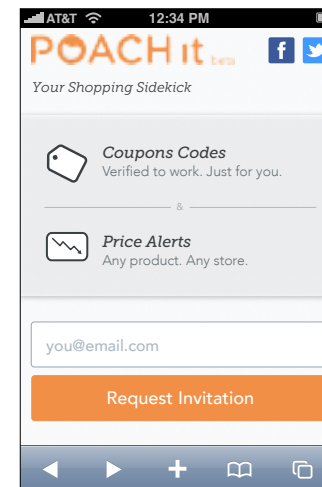 AT&T 12:34 PM
POACH it beta
f
Your Shopping Sidekick
Coupons Codes
Verified to work. Just for you.
&
Price Alerts
Any product. Any store.
you@email.com
Request Invitation